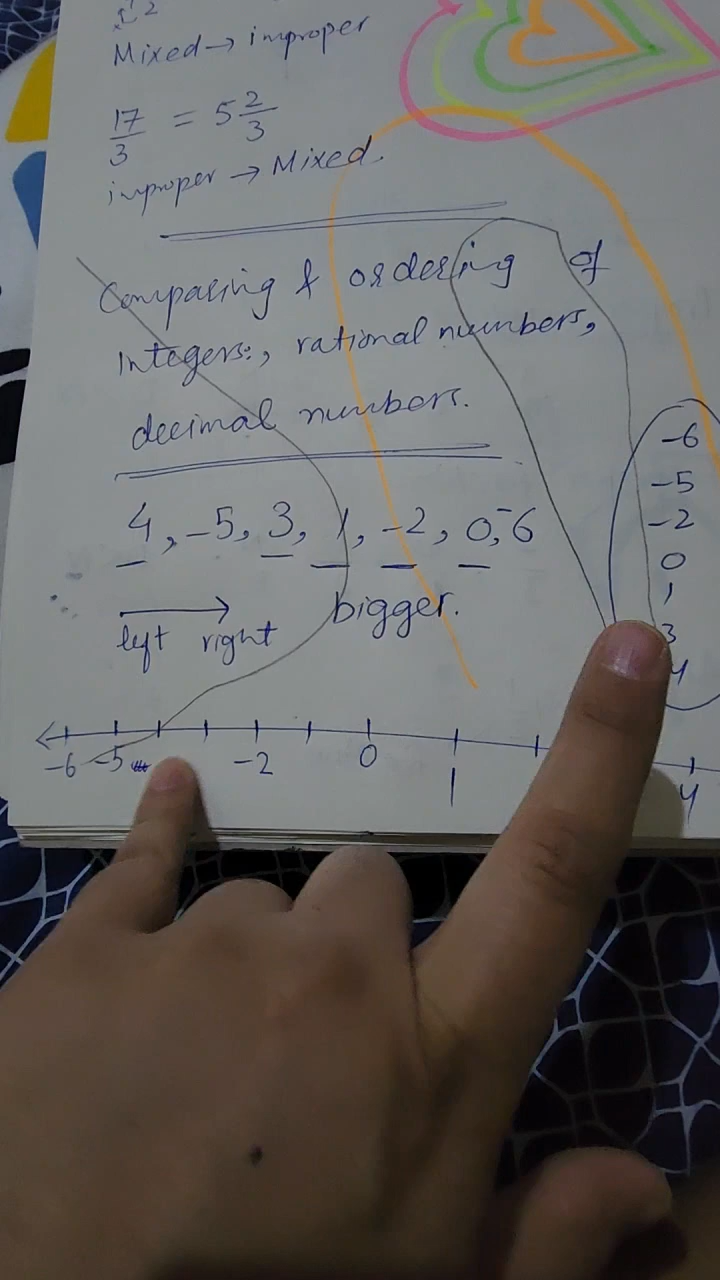 Mixed → improper
17/3 = 5 2/3
improper → Mixed.
Comparing & ordering of
Integers:, rational numbers,
decimal numbers.
4, -5, 3, 1, -2, 0, -6
left right
bigger.
-6
-5
-2
0
1
3
4
-6 -5 -2 0 1 4